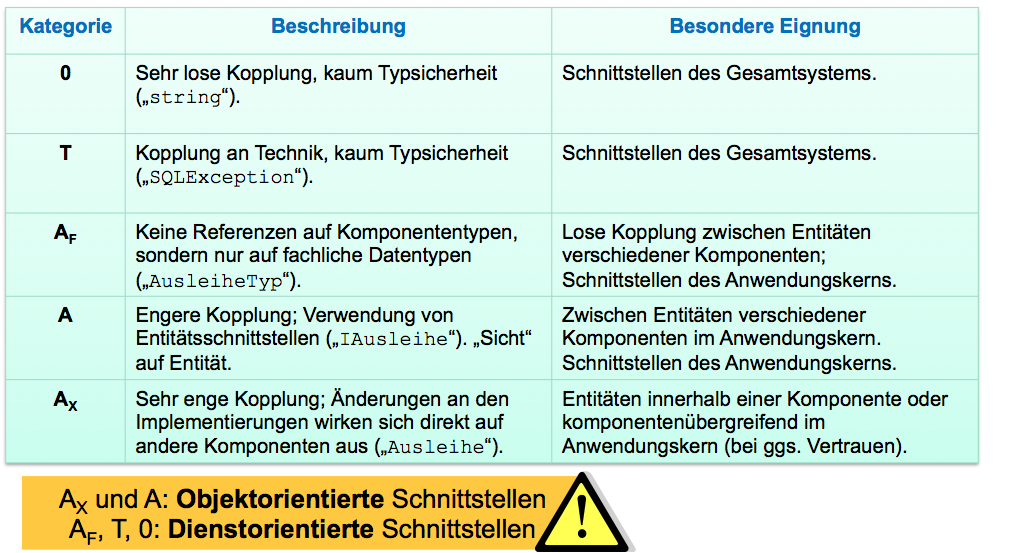 Kategorie Beschreibung Besondere Eignung
0 Sehr lose Kopplung, kaum Typsicherheit Schnittstellen des Gesamtsystems.
(„string“).
T Kopplung an Technik, kaum Typsicherheit Schnittstellen des Gesamtsystems.
(„SQLException“).
AF Keine Referenzen auf Komponententypen, Lose Kopplung zwischen Entitäten
sondern nur auf fachliche Datentypen verschiedener Komponenten;
(„AusleiheTyp“). Schnittstellen des Anwendungskerns.
A Engere Kopplung; Verwendung von Zwischen Entitäten verschiedener
Entitätsschnittstellen („IAusleihe“). „Sicht“ Komponenten im Anwendungskern.
auf Entität. Schnittstellen des Anwendungskerns.
AX Sehr enge Kopplung; Änderungen an den Entitäten innerhalb einer Komponente oder
Implementierungen wirken sich direkt auf komponentenübergreifend im
andere Komponenten aus („Ausleihe“). Anwendungskern (bei ggs. Vertrauen).
AX und A: Objektorientierte Schnittstellen
AF, T, 0: Dienstorientierte Schnittstellen
!